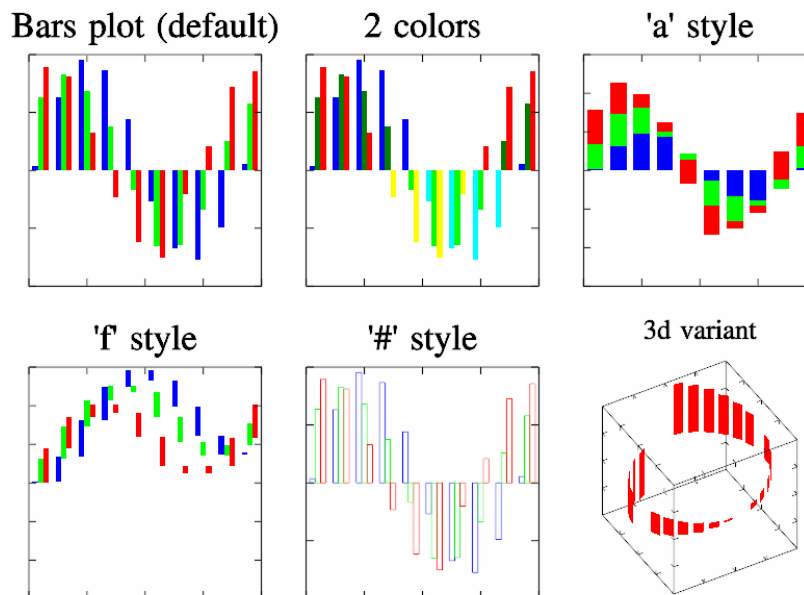 Bars plot (default)
2 colors
'a' style
'f' style
'#' style
3d variant